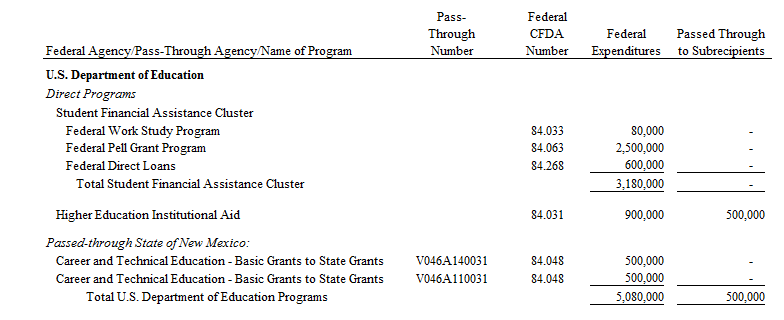 Pass- Federal
Through CFDA Federal Passed Through
Federal Agency/Pass-Through Agency/Name of Program Number Number Expenditures to Subrecipients
U.S. Department of Education
Direct Programs
Student Financial Assistance Cluster
Federal Work Study Program 84.033 80,000 -
Federal Pell Grant Program 84.063 2,500,000 -
Federal Direct Loans 84.268 600,000 -
Total Student Financial Assistance Cluster 3,180,000 -
Higher Education Institutional Aid 84.031 900,000 500,000
Passed-through State of New Mexico:
Career and Technical Education - Basic Grants to State Grants V046A140031 84.048 500,000 -
Career and Technical Education - Basic Grants to State Grants V046A110031 84.048 500,000 -
Total U.S. Department of Education Programs 5,080,000 500,000